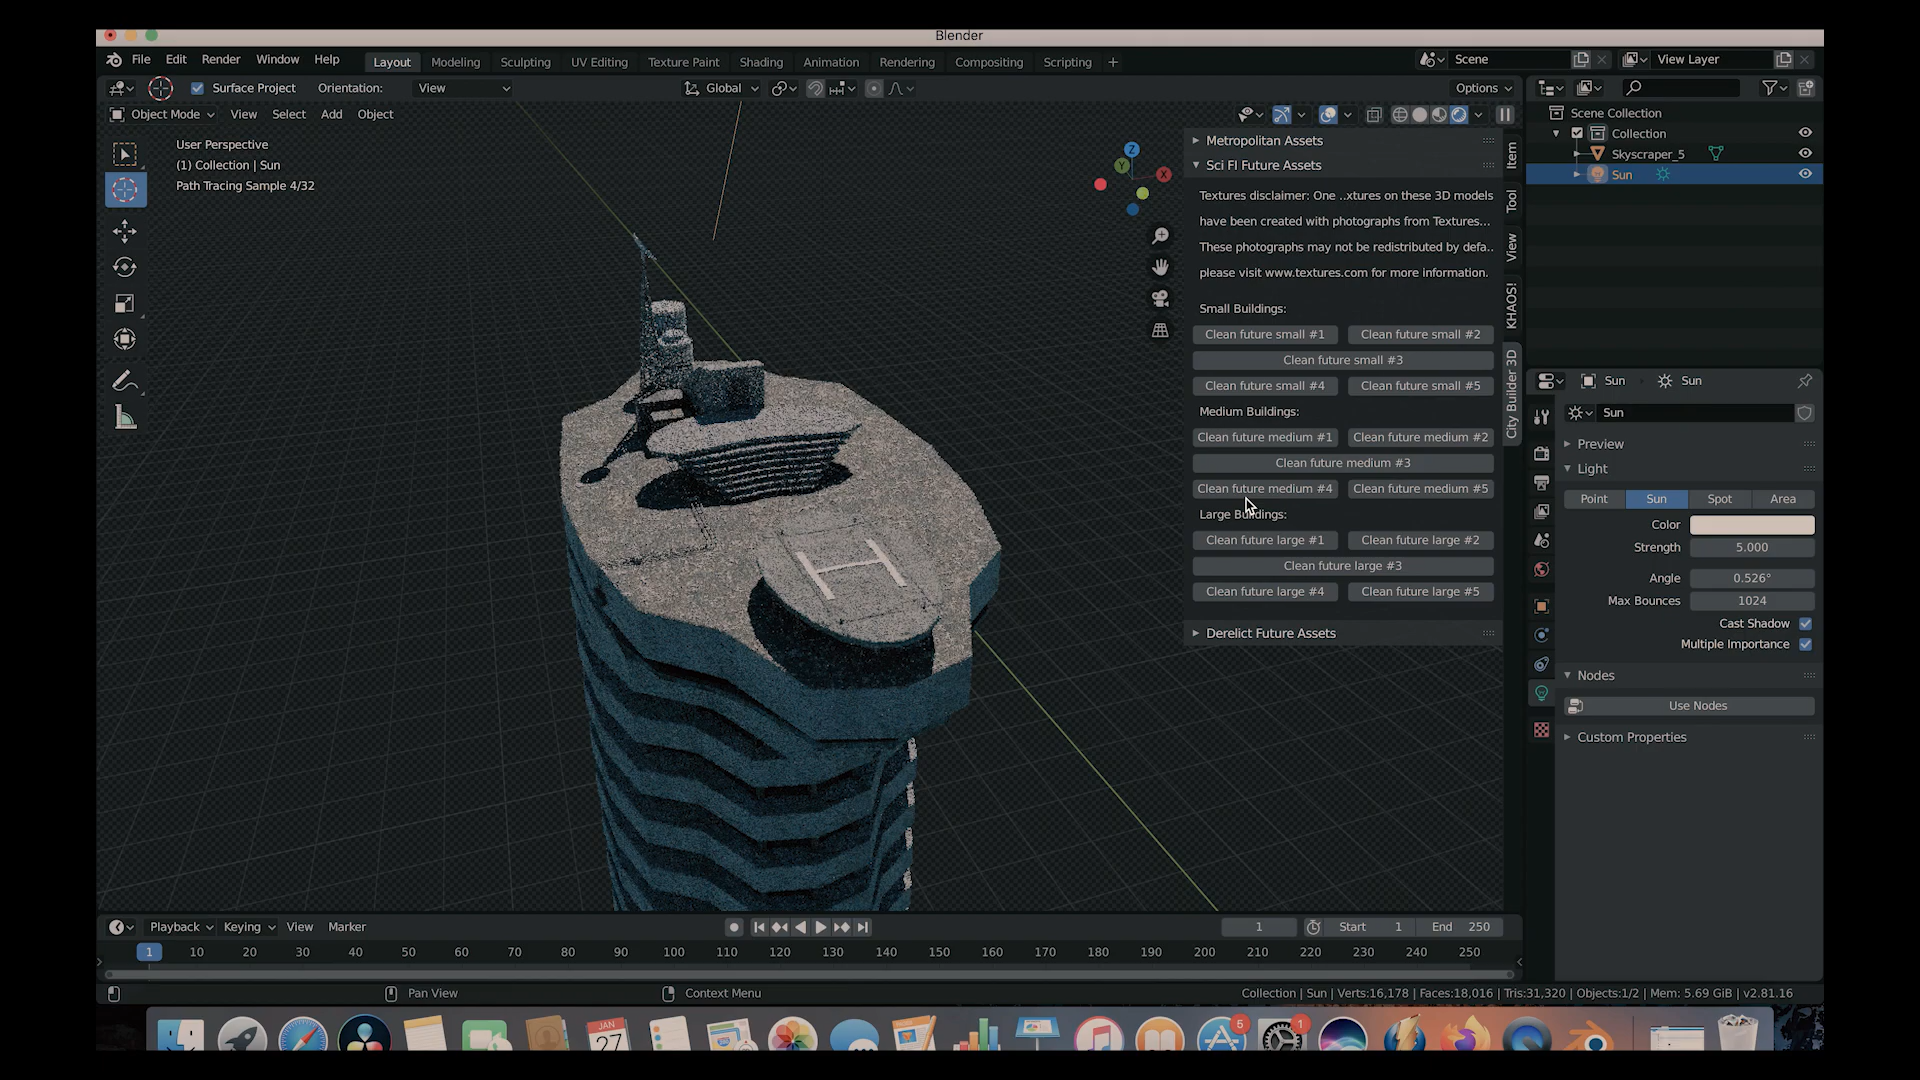 Blender
File Edit Render Window Help Layout Modeling Sculpting UV Editing Texture Paint Shading Animation Rendering Compositing Scripting + Scene View Layer
Surface Project Orientation: View Global Options
Object Mode View Select Add Object
User Perspective
(1) Collection | Sun
Path Tracing Sample 4/32
Z
Y
X
Metropolitan Assets
Sci FI Future Assets
Textures disclaimer: One ..xtures on these 3D models
have been created with photographs from Textures...
These photographs may not be redistributed by defa..
please visit www.textures.com for more information.
Small Buildings:
Clean future small #1 Clean future small #2
Clean future small #3
Clean future small #4 Clean future small #5
Medium Buildings:
Clean future medium #1 Clean future medium #2
Clean future medium #3
Clean future medium #4 Clean future medium #5
Large Buildings:
Clean future large #1 Clean future large #2
Clean future large #3
Clean future large #4 Clean future large #5
Derelict Future Assets
Item
Tool
View
KHAOS!
City Builder 3D
H
Scene Collection
Collection
Skyscraper_5
Sun
Sun Sun
Sun
Preview
Light
Point Sun Spot Area
Color
Strength 5.000
Angle 0.526°
Max Bounces 1024
Cast Shadow
Multiple Importance
Nodes
Use Nodes
Custom Properties
Playback Keying View Marker 1 Start 1 End 250
1 10 20 30 40 50 60 70 80 90 100 110 120 130 140 150 160 170 180 190 200 210 220 230 240 250
Pan View Context Menu Collection | Sun | Verts:16,178 | Faces:18,016 | Tris:31,320 | Objects:1/2 | Mem: 5.69 GiB | v2.81.16
JAN
27
5
1